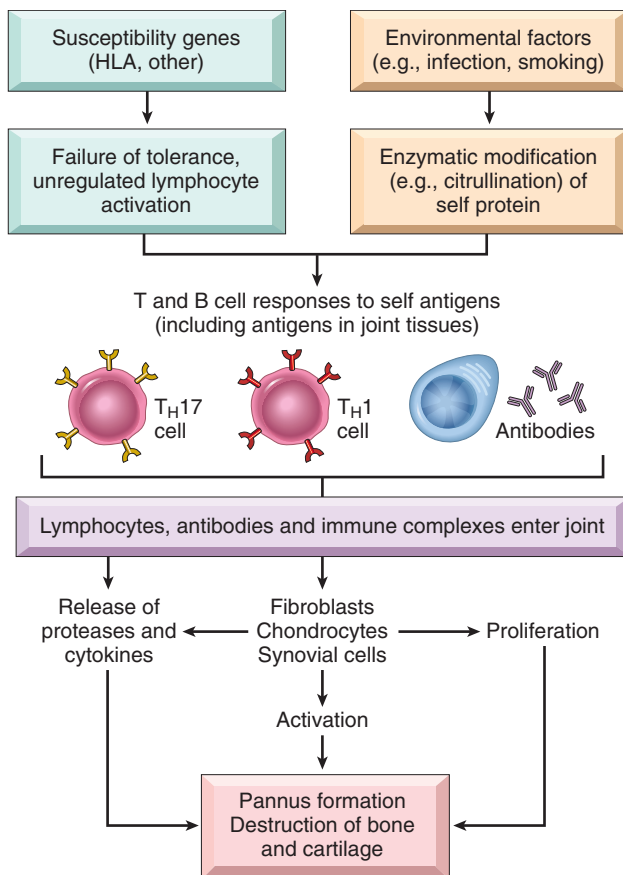 Susceptibility genes
(HLA, other)
Environmental factors
(e.g., infection, smoking)
Failure of tolerance,
unregulated lymphocyte
activation
Enzymatic modification
(e.g., citrullination) of
self protein
T and B cell responses to self antigens
(including antigens in joint tissues)
TH17
cell
TH1
cell
Antibodies
Lymphocytes, antibodies and immune complexes enter joint
Release of
proteases and
cytokines
Fibroblasts
Chondrocytes
Synovial cells
Proliferation
Activation
Pannus formation
Destruction of bone
and cartilage